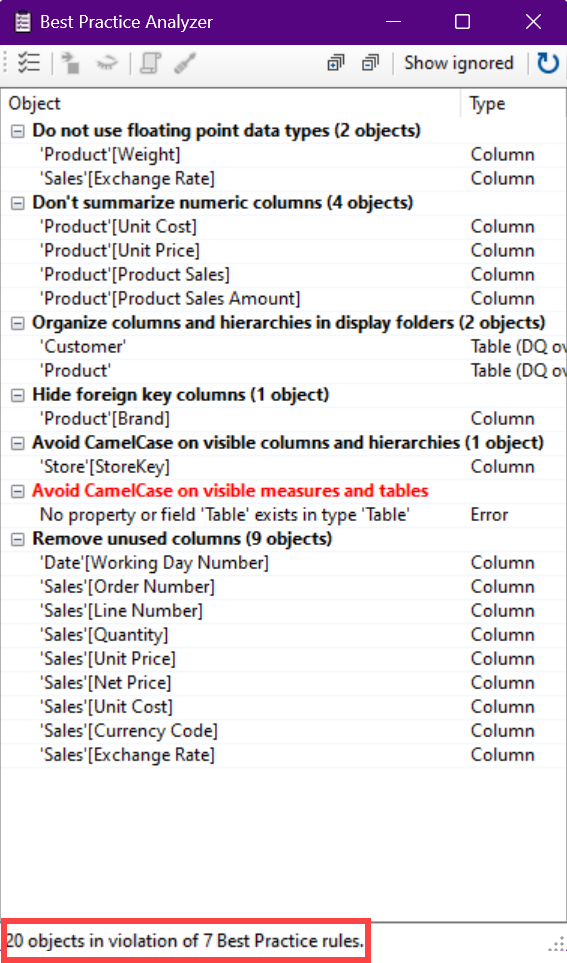 Best Practice Analyzer
Show ignored
Object Type
Do not use floating point data types (2 objects)
'Product'[Weight] Column
'Sales'[Exchange Rate] Column
Don't summarize numeric columns (4 objects)
'Product'[Unit Cost] Column
'Product'[Unit Price] Column
'Product'[Product Sales] Column
'Product'[Product Sales Amount] Column
Organize columns and hierarchies in display folders (2 objects)
'Customer' Table (DQ ov
'Product' Table (DQ ov
Hide foreign key columns (1 object)
'Product'[Brand] Column
Avoid CamelCase on visible columns and hierarchies (1 object)
'Store'[StoreKey] Column
Avoid CamelCase on visible measures and tables
No property or field 'Table' exists in type 'Table' Error
Remove unused columns (9 objects)
'Date'[Working Day Number] Column
'Sales'[Order Number] Column
'Sales'[Line Number] Column
'Sales'[Quantity] Column
'Sales'[Unit Price] Column
'Sales'[Net Price] Column
'Sales'[Unit Cost] Column
'Sales'[Currency Code] Column
'Sales'[Exchange Rate] Column
20 objects in violation of 7 Best Practice rules.